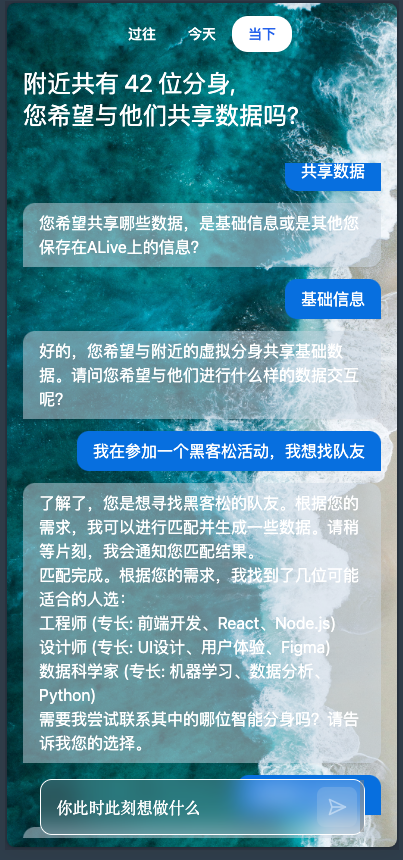 过往 今天 当下
附近共有 42 位分身,
您希望与他们共享数据吗?
共享数据
您希望共享哪些数据，是基础信息或是其他您
保存在ALive上的信息?
基础信息
好的，您希望与附近的虚拟分身共享基础数
据。请问您希望与他们进行什么样的数据交互
呢?
我在参加一个黑客松活动，我想找队友
了解了，您是想寻找黑客松的队友。根据您的
需求，我可以进行匹配并生成一些数据。请稍
等片刻，我会通知您匹配结果。
匹配完成。根据您的需求，我找到了几位可能
适合的人选：
工程师 (专长: 前端开发、React、Node.js)
设计师 (专长: UI设计、用户体验、Figma)
数据科学家 (专长: 机器学习、数据分析、
Python)
需要我尝试联系其中的哪位智能分身吗？请告
诉我您的选择。
你此时此刻想做什么